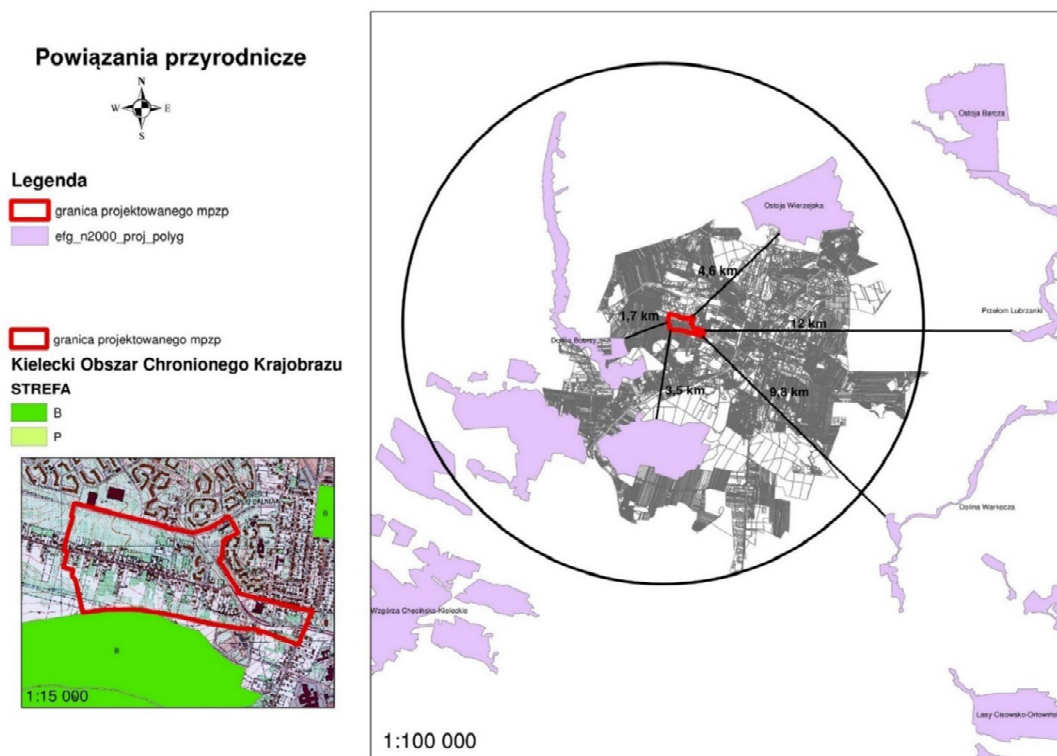 Powiązania przyrodnicze
N
W E
S
Legenda
granica projektowanego mpzp
efg_n2000_proj_polyg
granica projektowanego mpzp
Kielecki Obszar Chronionego Krajobrazu
STREFA
B
P
B
B
1:15 000
Ostoja Barcza
Ostoja Wierzejska
4,6 km
1,7 km
Przełom Lubrzanki
12 km
Dolina Bobrzy
3,5 km
9,8 km
Dolina Warkocza
Wzgórza Chęcińsko-Kieleckie
Lasy Cisowsko-Orłowińs
1:100 000